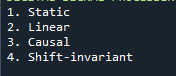 1. Static
2. Linear
3. Causal
4. Shift-invariant